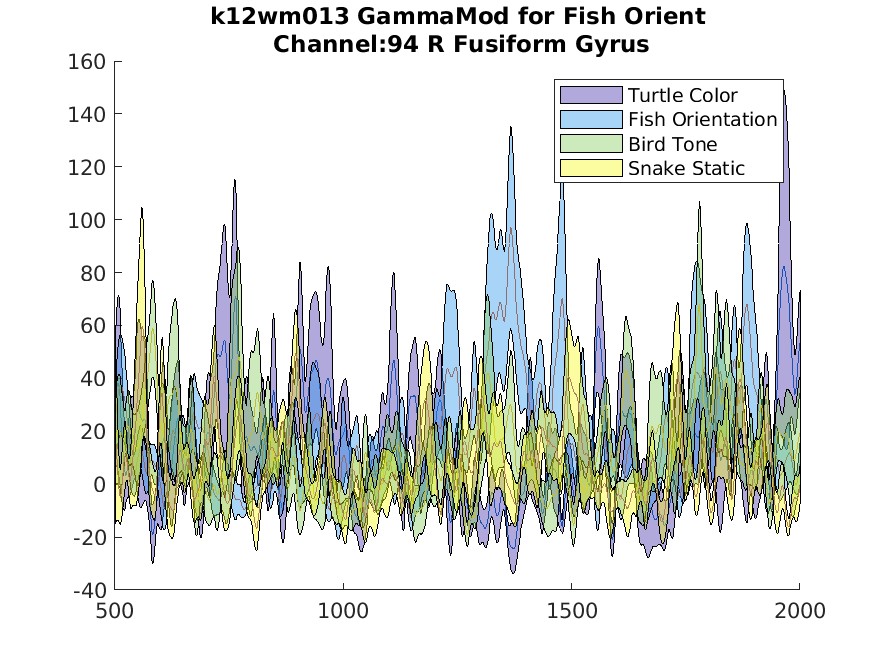 k12wm013 GammaMod for Fish Orient
Channel:94 R Fusiform Gyrus
160
140
120
100
80
60
40
20
0
-20
-40
500
1000
1500
2000
Turtle Color
Fish Orientation
Bird Tone
Snake Static